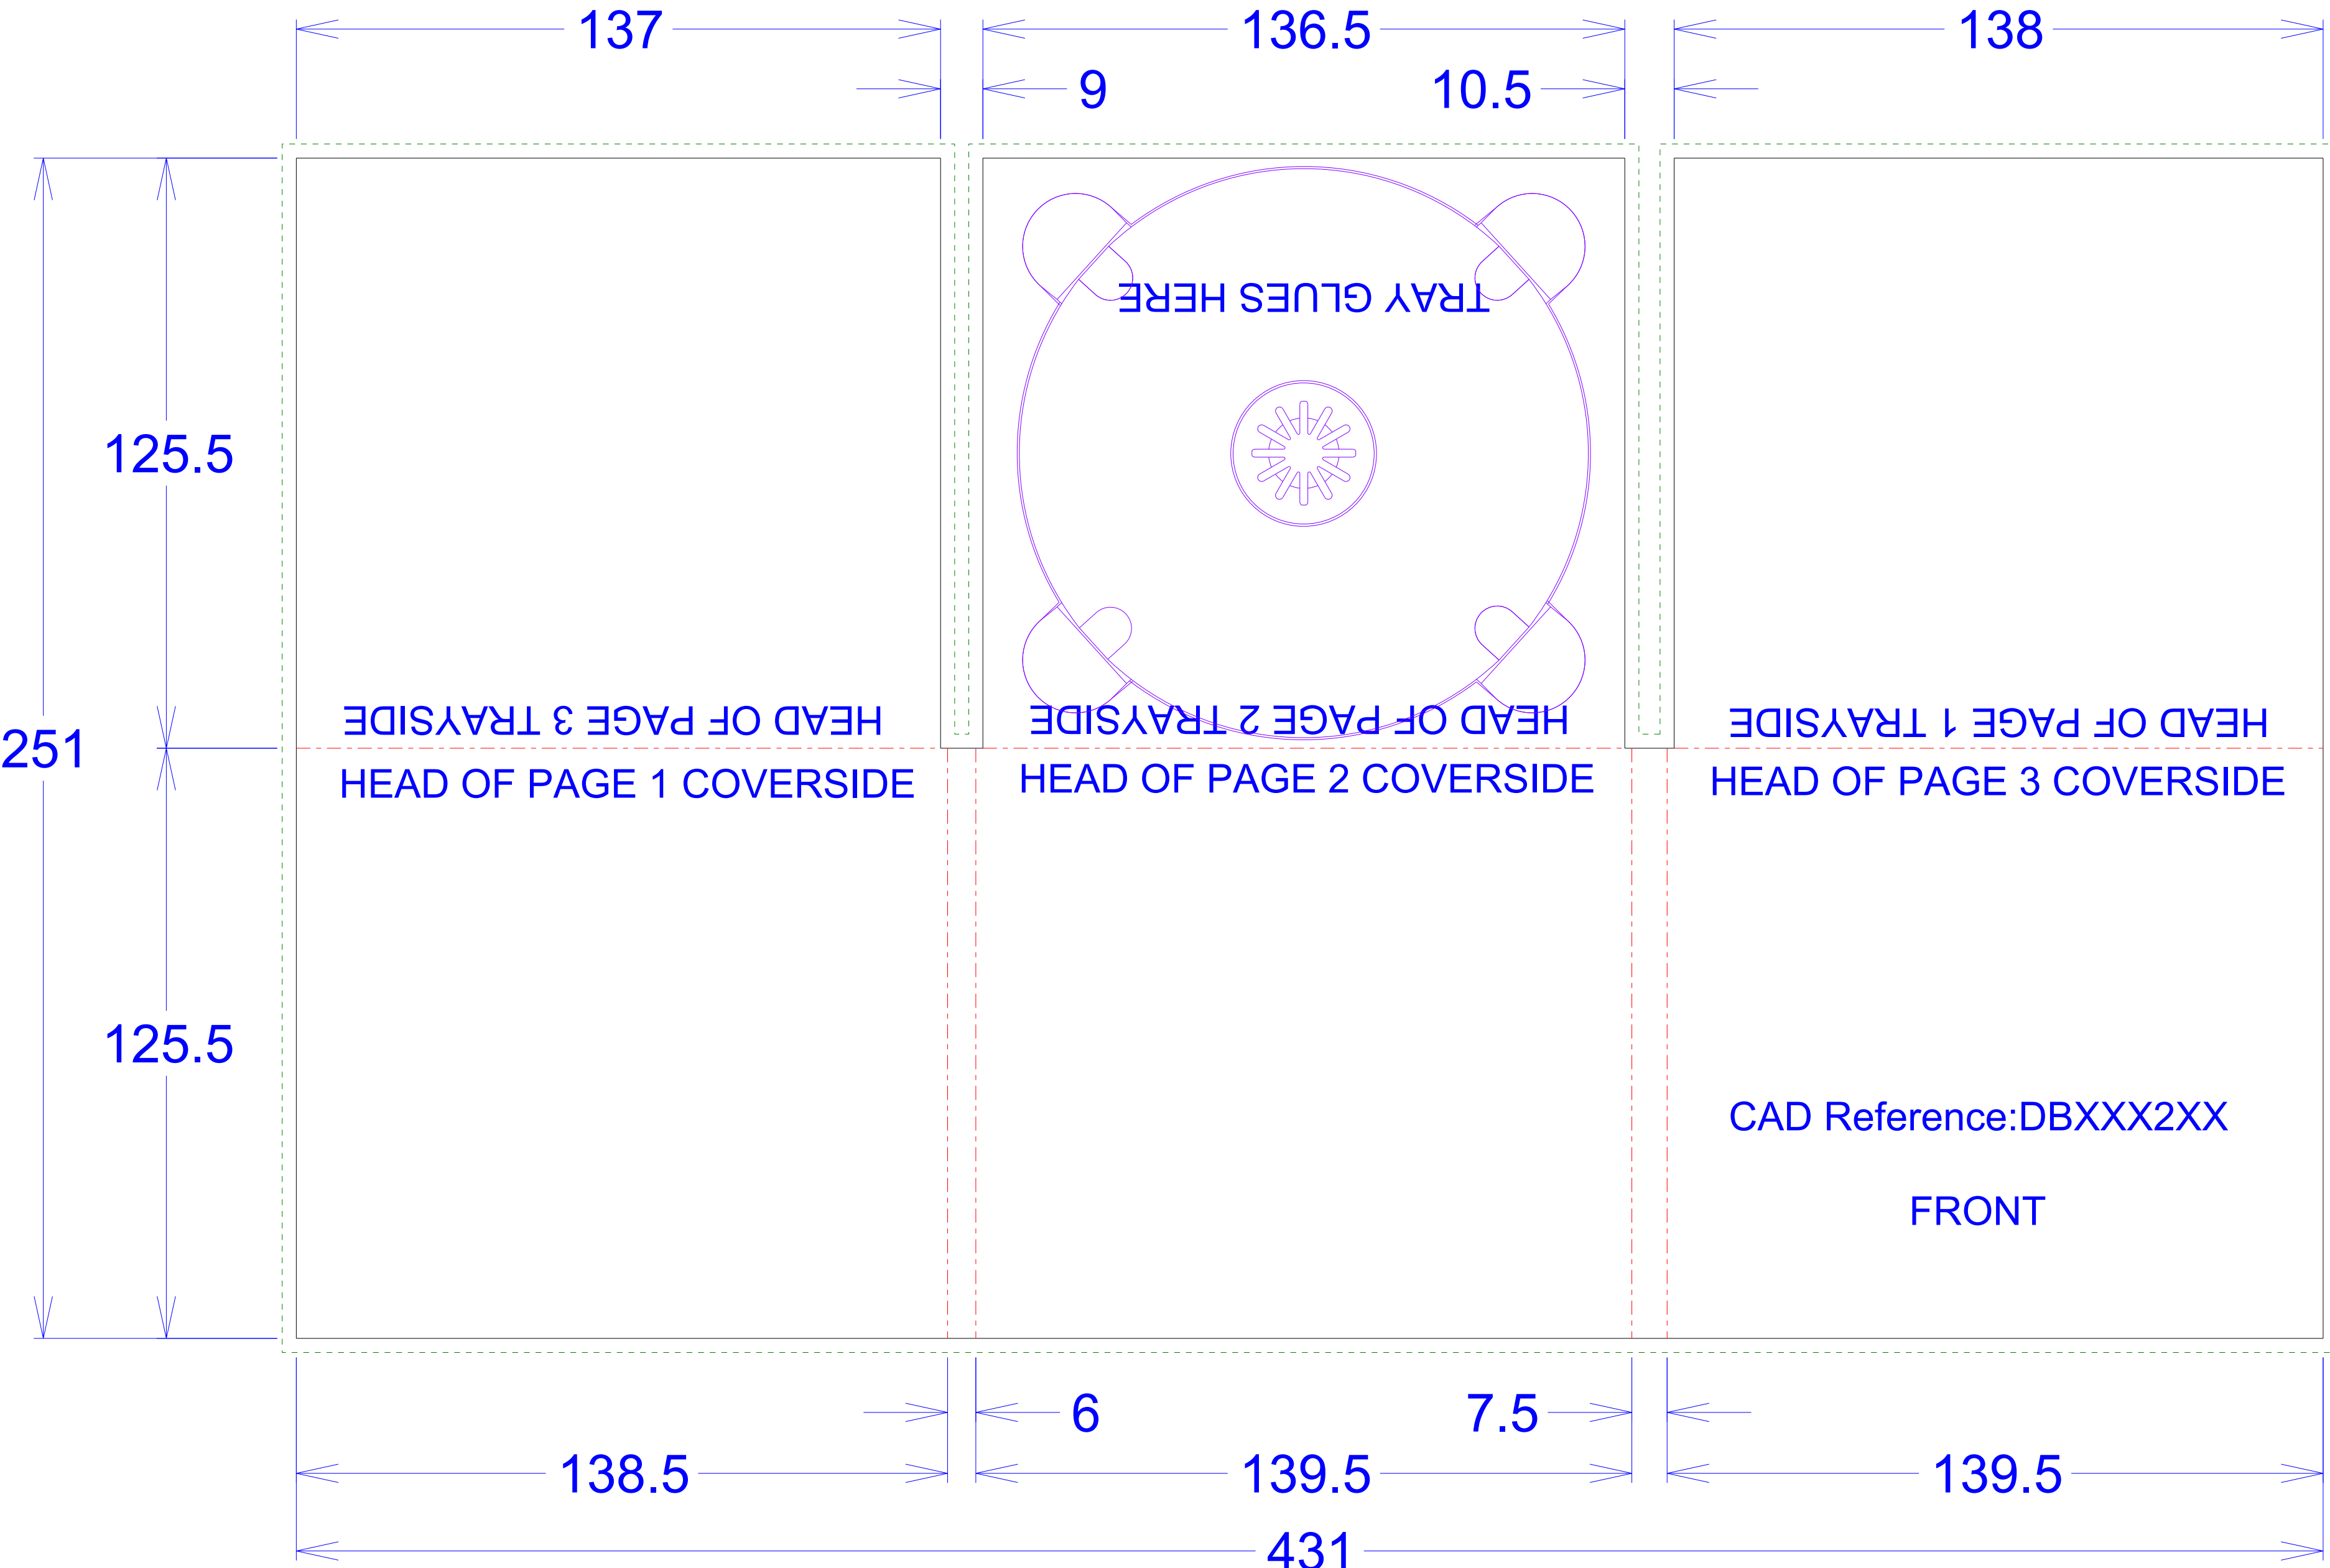 137
136.5
138
9
10.5
TRAY GLUES HERE
125.5
HEAD OF PAGE 3 TRAYSIDE
HEAD OF PAGE 2 TRAYSIDE
HEAD OF PAGE 1 TRAYSIDE
251
HEAD OF PAGE 1 COVERSIDE
HEAD OF PAGE 2 COVERSIDE
HEAD OF PAGE 3 COVERSIDE
125.5
CAD Reference:DBXXX2XX
FRONT
6
7.5
138.5
139.5
139.5
431